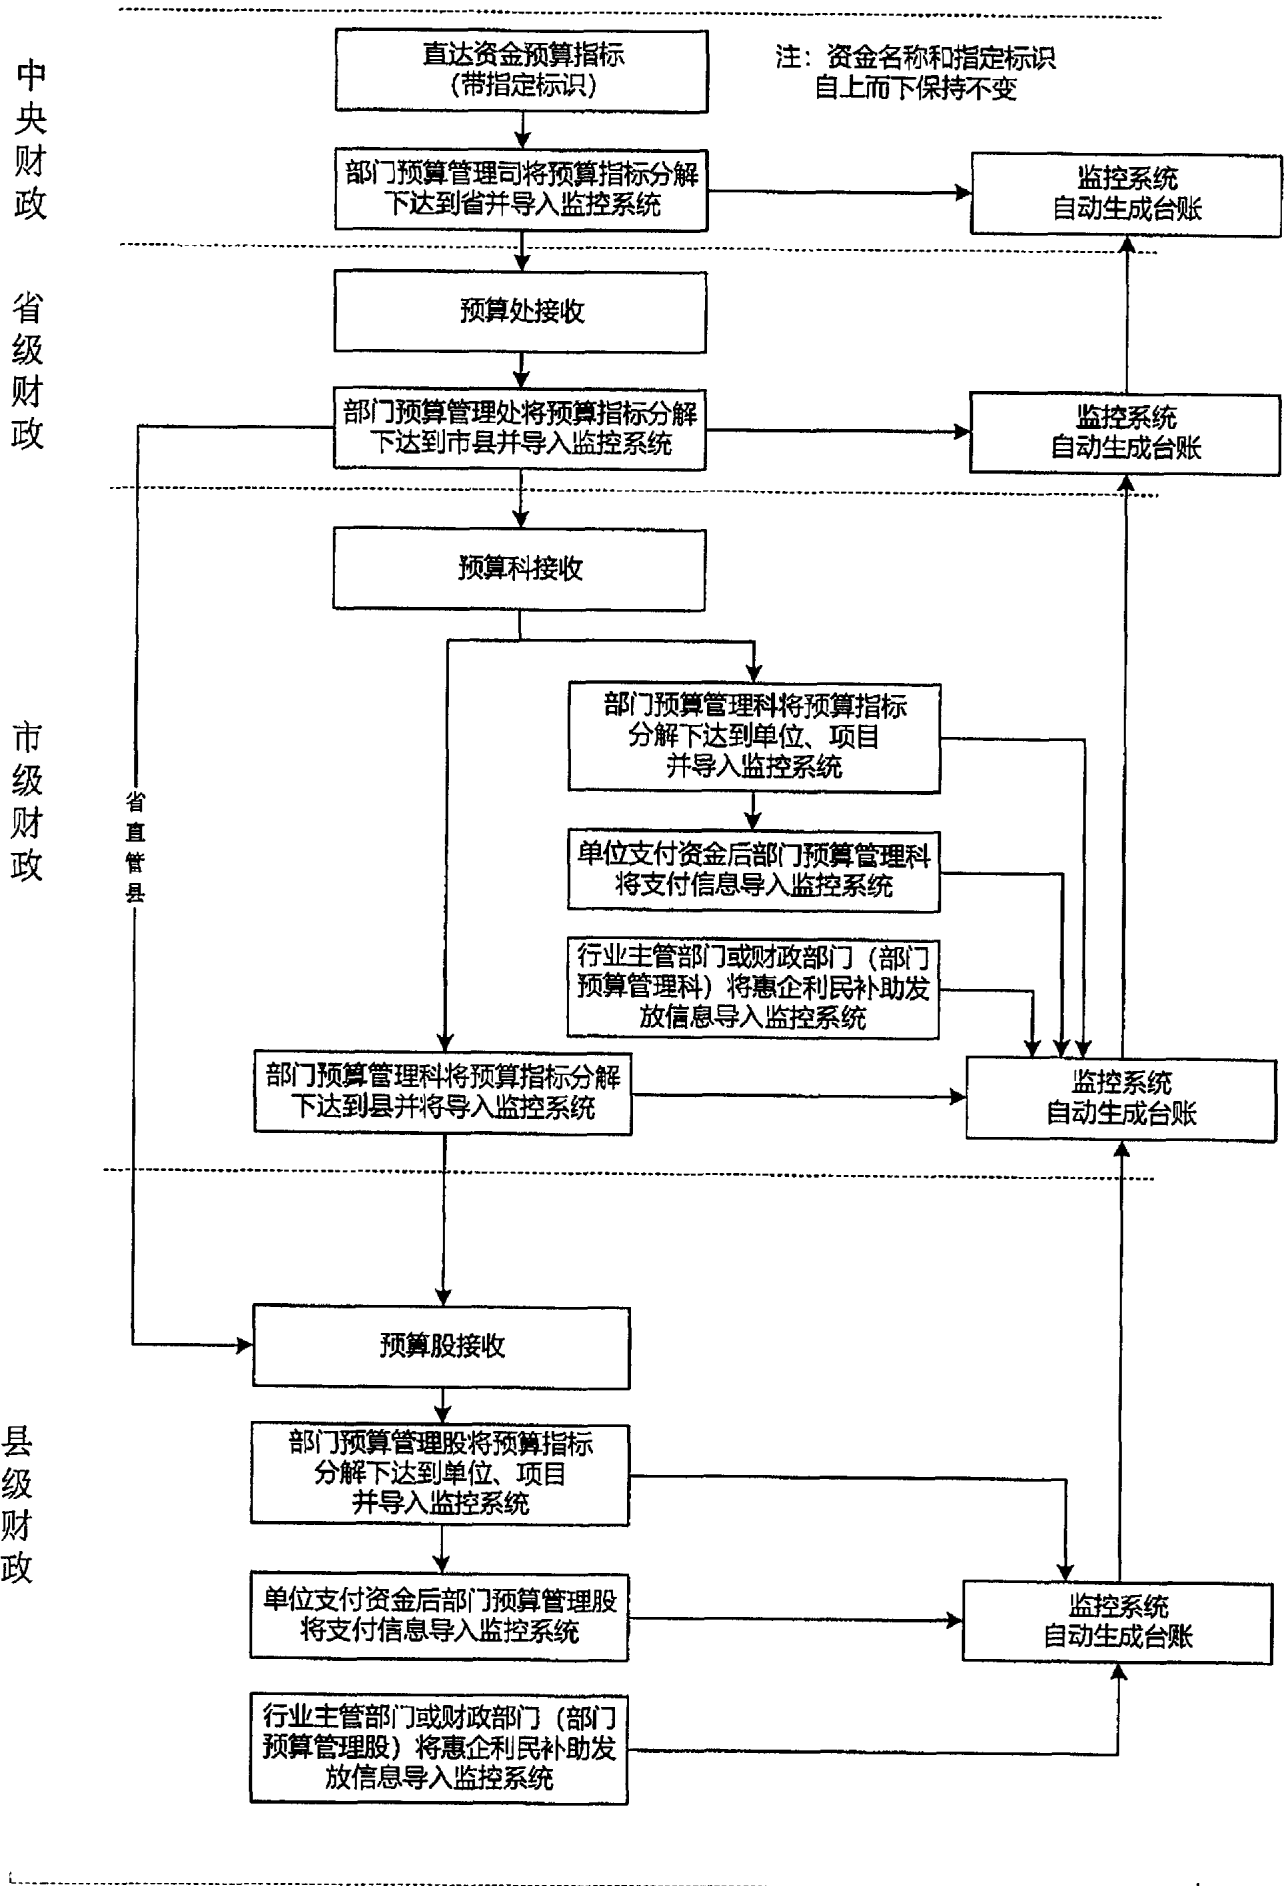 中央财政
直达资金预算指标
（带指定标识）
注：资金名称和指定标识
自上而下保持不变
部门预算管理司将预算指标分解
下达到省并导入监控系统
监控系统
自动生成台账
省级财政
预算处接收
部门预算管理处将预算指标分解
下达到市县并导入监控系统
监控系统
自动生成台账
市级财政
预算科接收
部门预算管理科将预算指标
分解下达到单位、项目
并导入监控系统
省直管县
单位支付资金后部门预算管理科
将支付信息导入监控系统
行业主管部门或财政部门（部门
预算管理科）将惠企利民补助发
放信息导入监控系统
部门预算管理科将预算指标分解
下达到县并将导入监控系统
监控系统
自动生成台账
县级财政
预算股接收
部门预算管理股将预算指标
分解下达到单位、项目
并导入监控系统
单位支付资金后部门预算管理股
将支付信息导入监控系统
监控系统
自动生成台账
行业主管部门或财政部门（部门
预算管理股）将惠企利民补助发
放信息导入监控系统